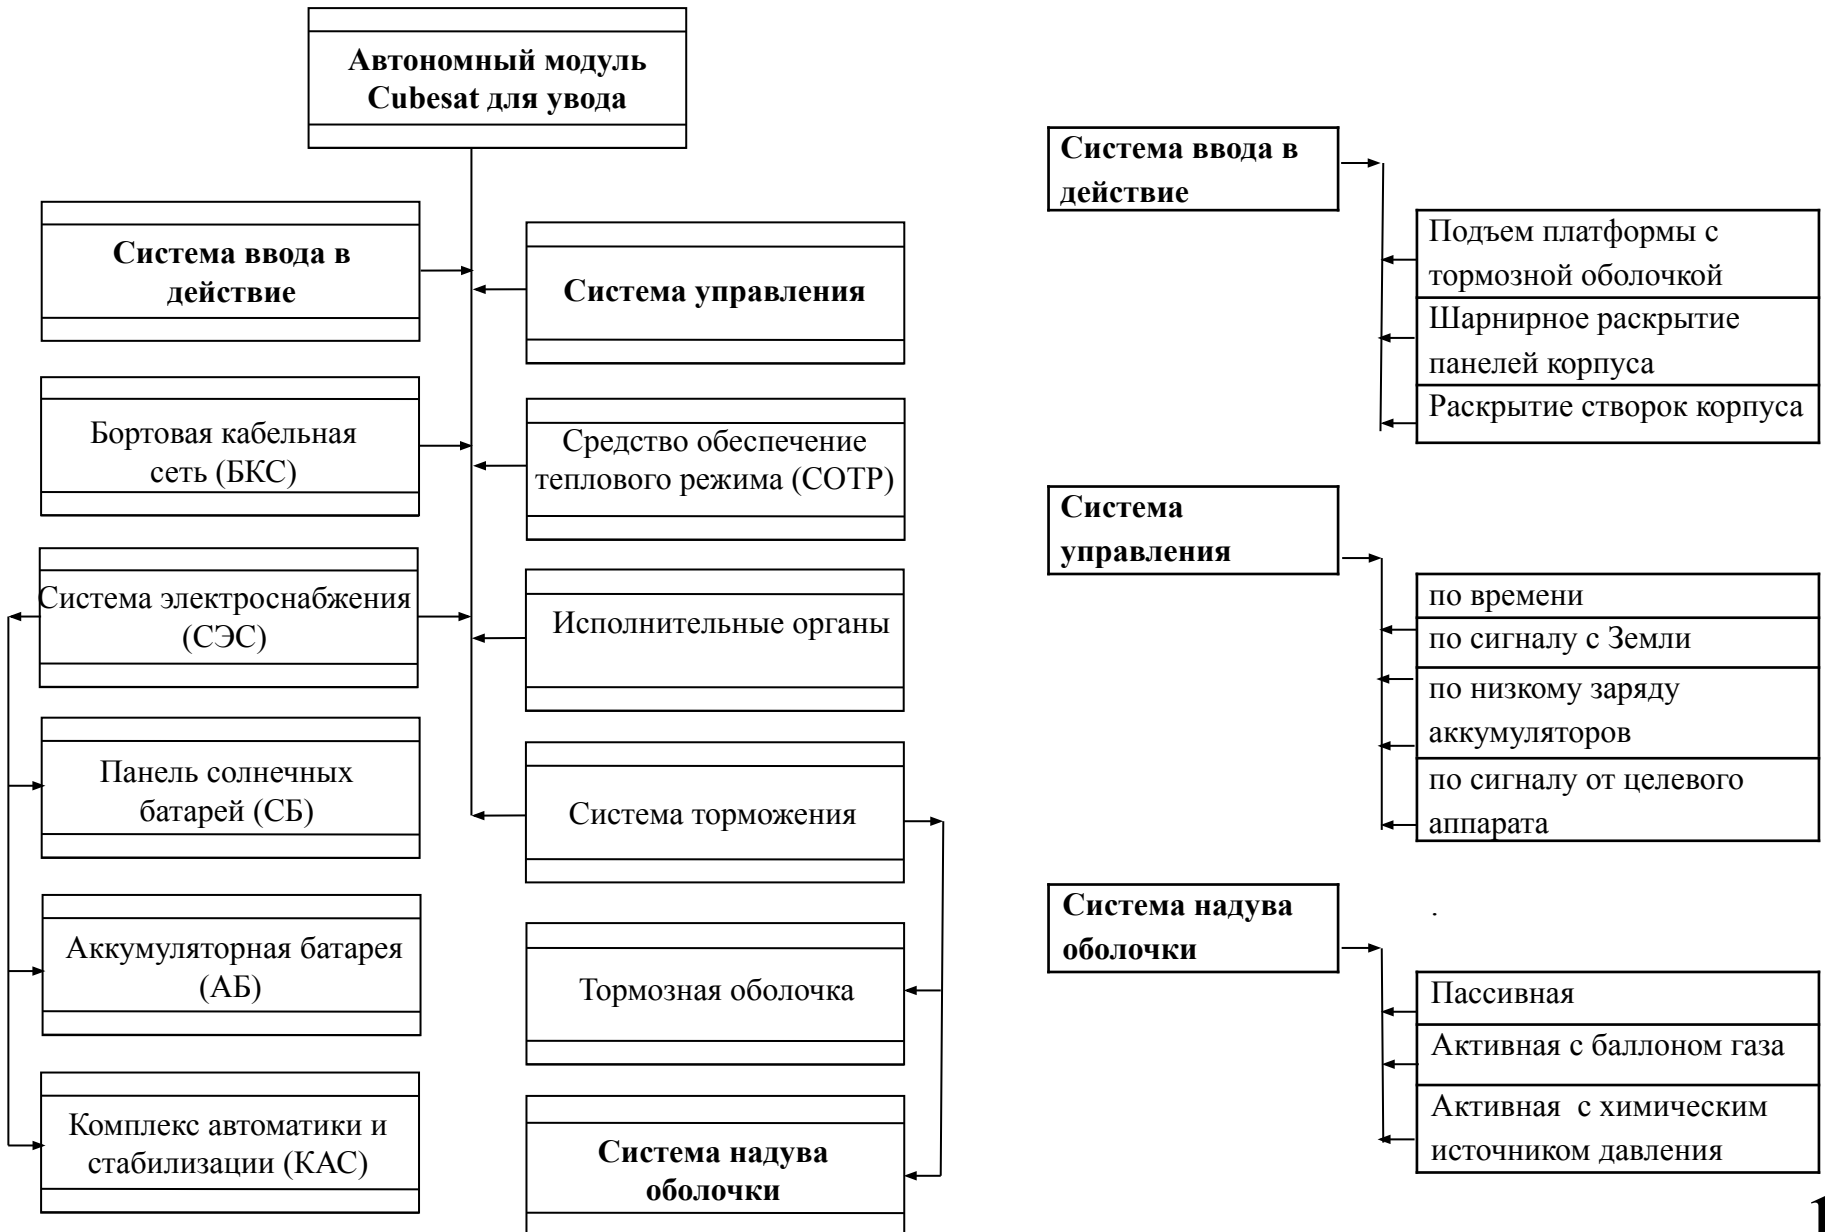 Автономный модуль
Cubesat для увода
Система ввода в
действие
Система управления
Бортовая кабельная
сеть (БКС)
Средство обеспечение
теплового режима (СОТР)
Система электроснабжения
(СЭС)
Исполнительные органы
Панель солнечных
батарей (СБ)
Система торможения
Аккумуляторная батарея
(АБ)
Тормозная оболочка
Комплекс автоматики и
стабилизации (КАС)
Система надува
оболочки
Система ввода в
действие
Подъем платформы с
тормозной оболочкой
Шарнирное раскрытие
панелей корпуса
Раскрытие створок корпуса
Система
управления
по времени
по сигналу с Земли
по низкому заряду
аккумуляторов
по сигналу от целевого
аппарата
Система надува
оболочки
.
Пассивная
Активная с баллоном газа
Активная с химическим
источником давления